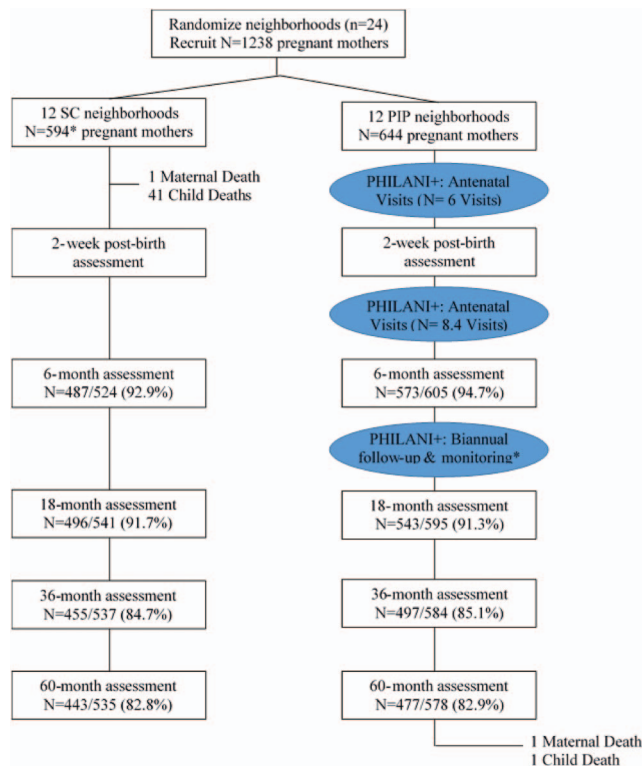 Randomize neighborhoods (n=24)
Recruit N=1238 pregnant mothers
12 SC neighborhoods
N=594* pregnant mothers
12 PIP neighborhoods
N=644 pregnant mothers
1 Maternal Death
41 Child Deaths
PHILANI+: Antenatal
Visits (N= 6 Visits)
2-week post-birth
assessment
2-week post-birth
assessment
PHILANI+: Antenatal
Visits (N= 8.4 Visits)
6-month assessment
N=487/524 (92.9%)
6-month assessment
N=573/605 (94.7%)
PHILANI+: Biannual
follow-up & monitoring*
18-month assessment
N=496/541 (91.7%)
18-month assessment
N=543/595 (91.3%)
36-month assessment
N=455/537 (84.7%)
36-month assessment
N=497/584 (85.1%)
60-month assessment
N=443/535 (82.8%)
60-month assessment
N=477/578 (82.9%)
1 Maternal Death
1 Child Death